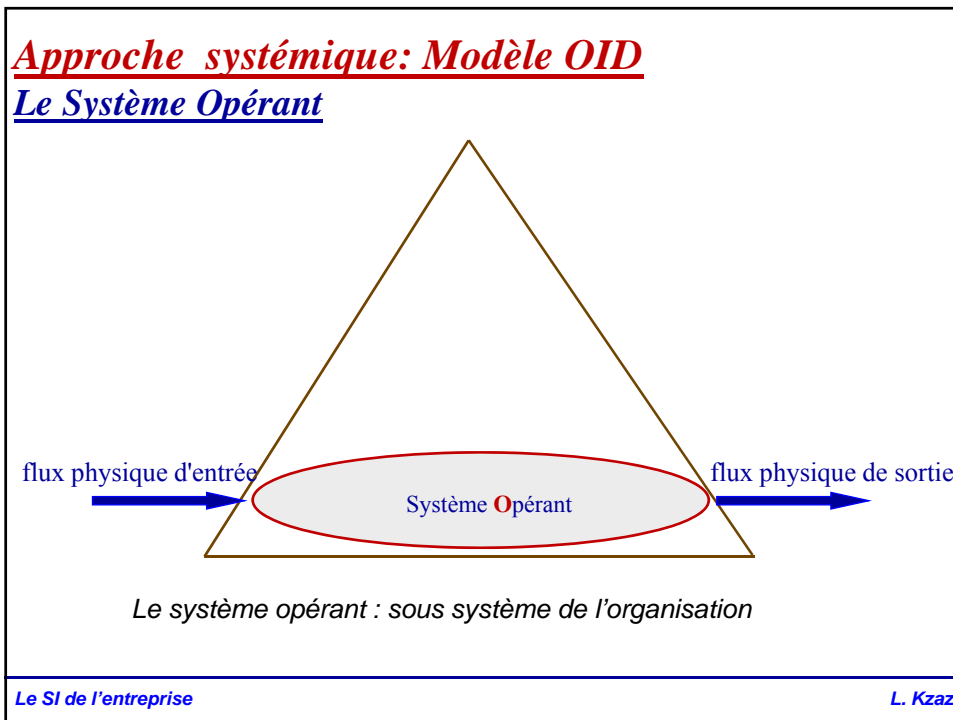 Approche systémique: Modèle OID
Le Système Opérant
flux physique d'entrée
flux physique de sortie
Système Opérant
Le système opérant : sous système de l’organisation
Le SI de l’entreprise
L. Kzaz